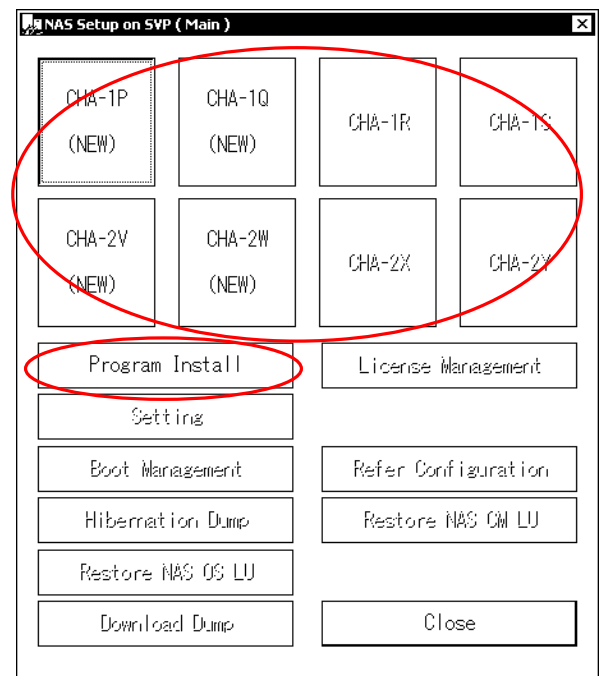 NAS Setup on SVP ( Main )
CHA-1P CHA-1Q CHA-1R CHA-1S
(NEW) (NEW)
CHA-2V CHA-2W CHA-2X CHA-2Y
(NEW) (NEW)
Program Install License Management
Setting
Boot Management Refer Configuration
Hibernation Dump Restore NAS CM LU
Restore NAS OS LU
Download Dump Close